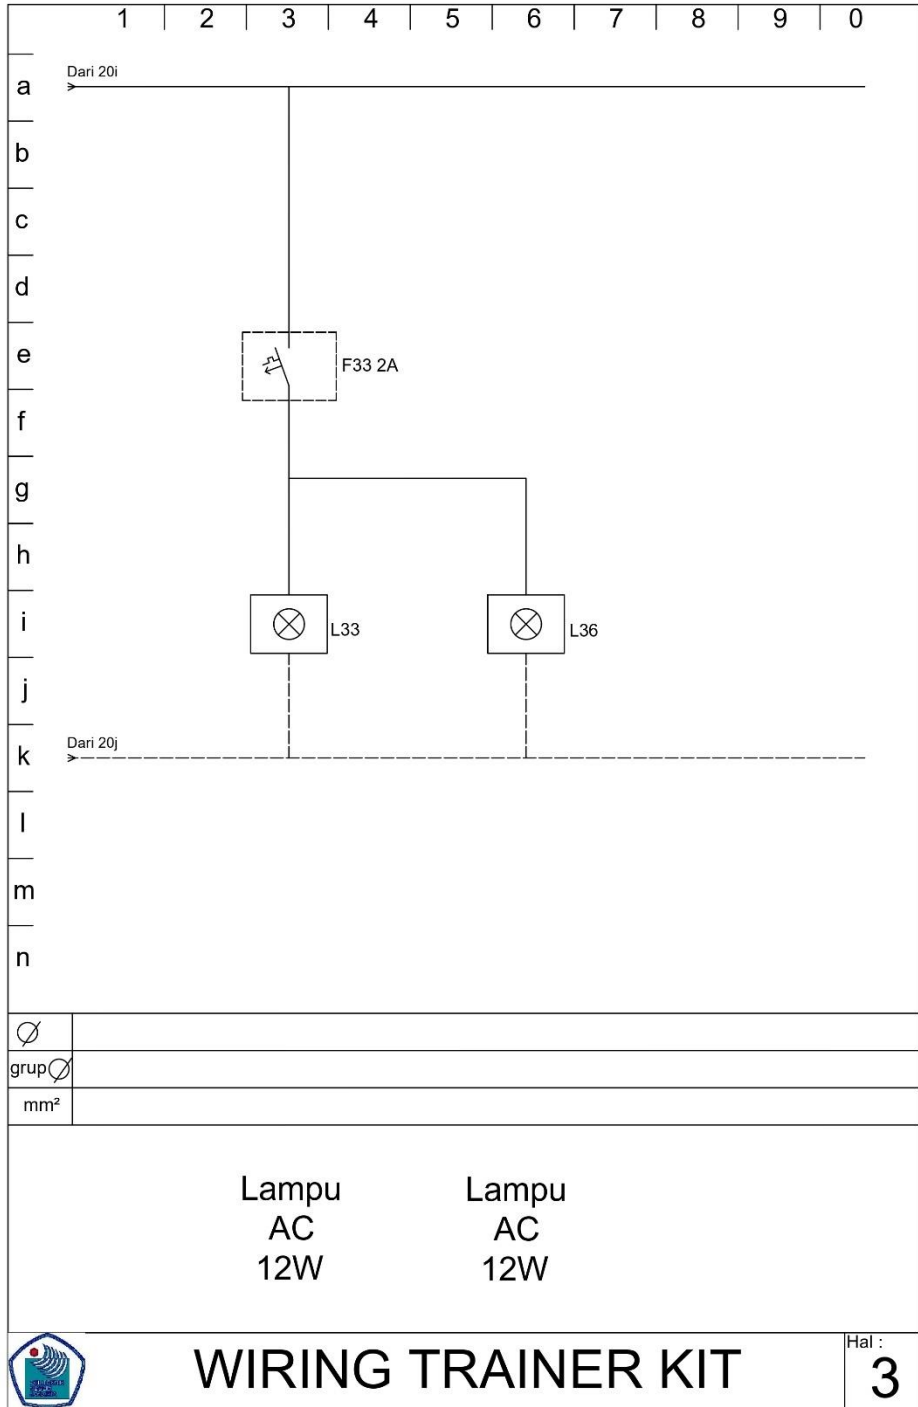 1 | 2 | 3 | 4 | 5 | 6 | 7 | 8 | 9 | 0
Dari 20i
a
b
c
d
e
F33 2A
f
g
h
i
L33
L36
j
Dari 20j
k
l
m
n
∅
grup∅
mm²
Lampu
AC
12W
Lampu
AC
12W
WIRING TRAINER KIT
Hal :
3